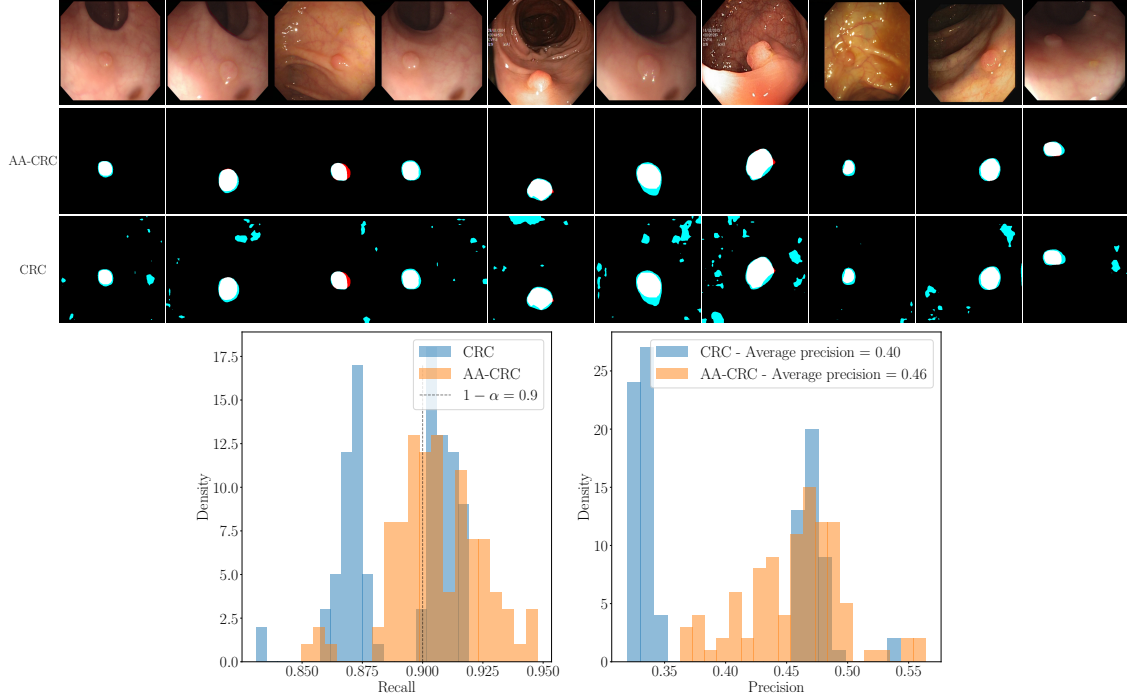 AA-CRC
CRC
CRC
AA-CRC
1 − α = 0.9
17.5
15.0
12.5
10.0
7.5
5.0
2.5
0.0
Density
0.850
0.875
0.900
0.925
0.950
Recall
CRC - Average precision = 0.40
AA-CRC - Average precision = 0.46
25
20
15
10
5
0
Density
0.35
0.40
0.45
0.50
0.55
Precision